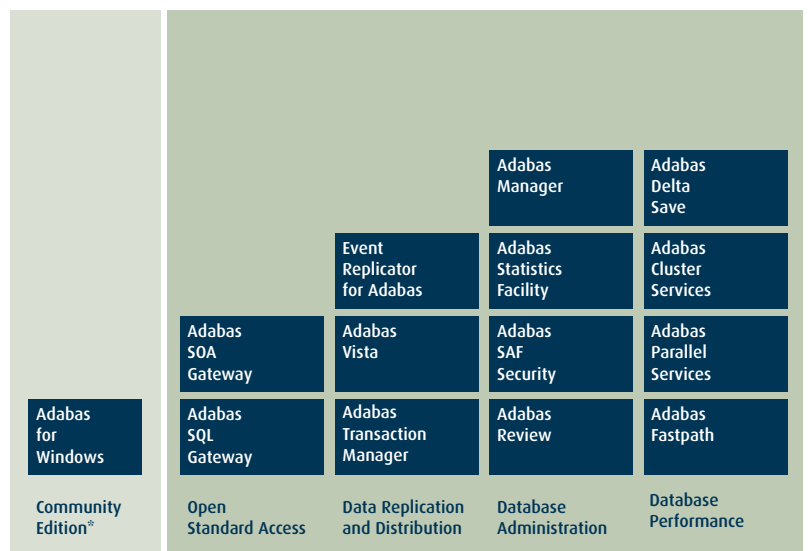 Adabas
Manager
Adabas
Delta
Save
Event
Replicator
for Adabas
Adabas
Statistics
Facility
Adabas
Cluster
Services
Adabas
SOA
Gateway
Adabas
Vista
Adabas
SAF
Security
Adabas
Parallel
Services
Adabas
for
Windows
Adabas
SQL
Gateway
Adabas
Transaction
Manager
Adabas
Review
Adabas
Fastpath
Community
Edition*
Open
Standard Access
Data Replication
and Distribution
Database
Administration
Database
Performance